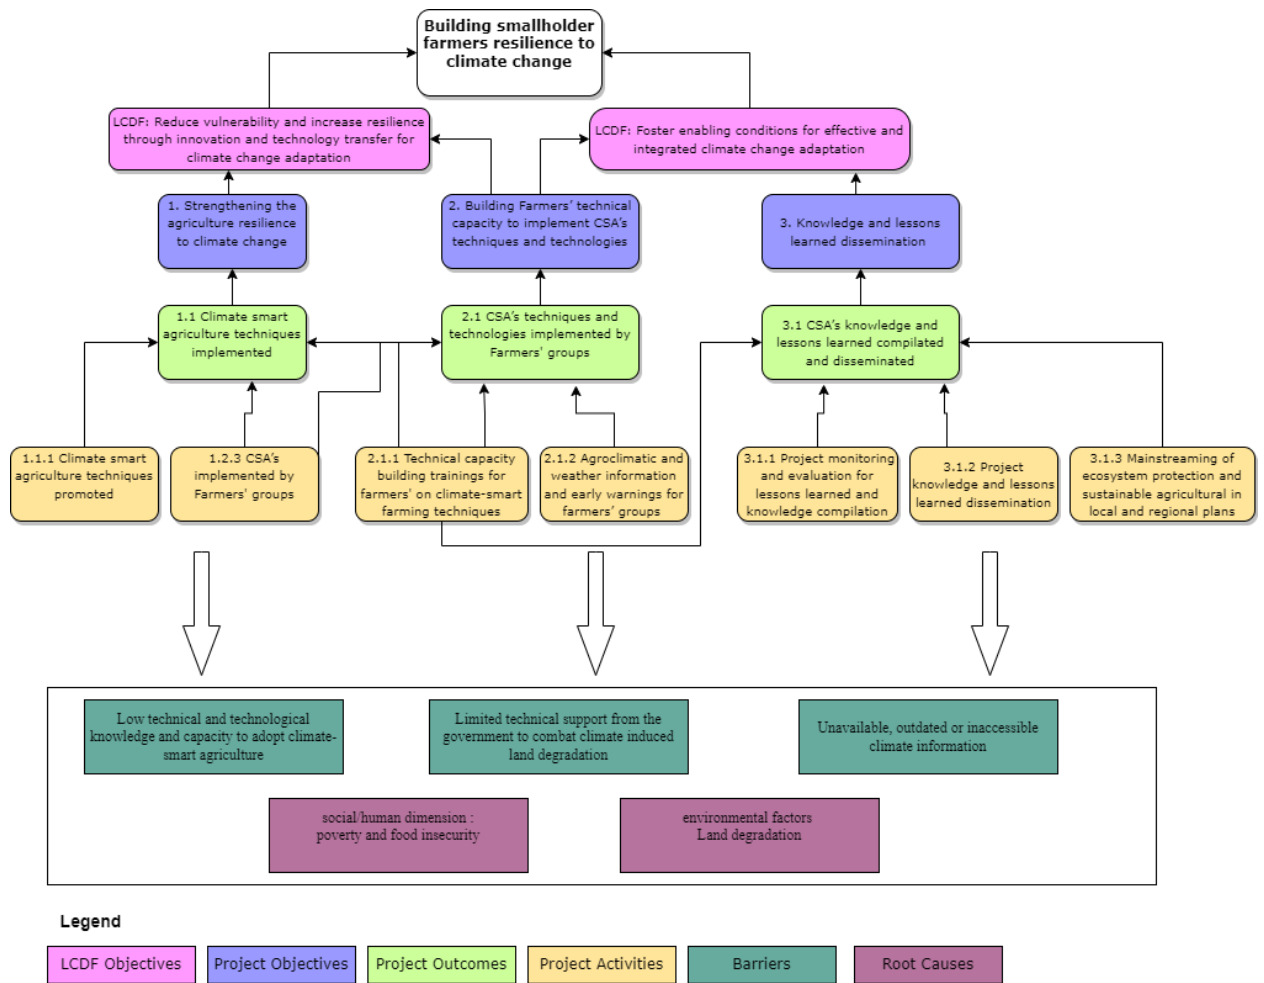 Building smallholder
farmers resilience to
climate change
LCDF: Reduce vulnerability and increase resilience
through innovation and technology transfer for
climate change adaptation
LCDF: Foster enabling conditions for effective and
integrated climate change adaptation
1. Strengthening the
agriculture resilience
to climate change
2. Building Farmers’ technical
capacity to implement CSA’s
techniques and technologies
3. Knowledge and lessons
learned dissemination
1.1 Climate smart
agriculture techniques
implemented
2.1 CSA’s techniques and
technologies implemented by
Farmers' groups
3.1 CSA’s knowledge and
lessons learned compilated
and disseminated
1.1.1 Climate smart
agriculture techniques
promoted
1.2.3 CSA’s
implemented by
Farmers' groups
2.1.1 Technical capacity
building trainings for
farmers' on climate-smart
farming techniques
2.1.2 Agroclimatic and
weather information
and early warnings for
farmers’ groups
3.1.1 Project monitoring
and evaluation for
lessons learned and
knowledge compilation
3.1.2 Project
knowledge and lessons
learned dissemination
3.1.3 Mainstreaming of
ecosystem protection and
sustainable agricultural in
local and regional plans
Low technical and technological
knowledge and capacity to adopt climate-
smart agriculture
Limited technical support from the
government to combat climate induced
land degradation
Unavailable, outdated or inaccessible
climate information
social/human dimension :
poverty and food insecurity
environmental factors
Land degradation
Legend
LCDF Objectives
Project Objectives
Project Outcomes
Project Activities
Barriers
Root Causes